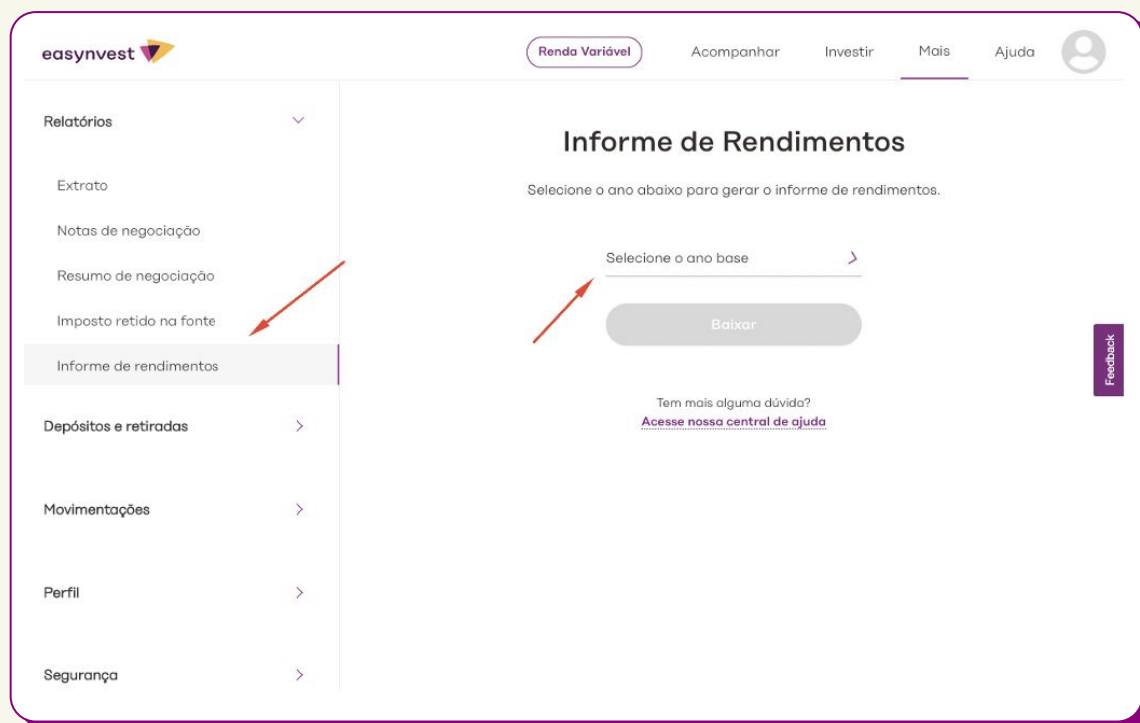 easynvest
Renda Variável
Acompanhar
Investir
Mais
Ajuda
Relatórios
Extrato
Notas de negociação
Resumo de negociação
Imposto retido na fonte
Informe de rendimentos
Depósitos e retiradas
Movimentações
Perfil
Segurança
Informe de Rendimentos
Selecione o ano abaixo para gerar o informe de rendimentos.
Selecione o ano base
Baixar
Tem mais alguma dúvida?
Acesse nossa central de ajuda
Feedback